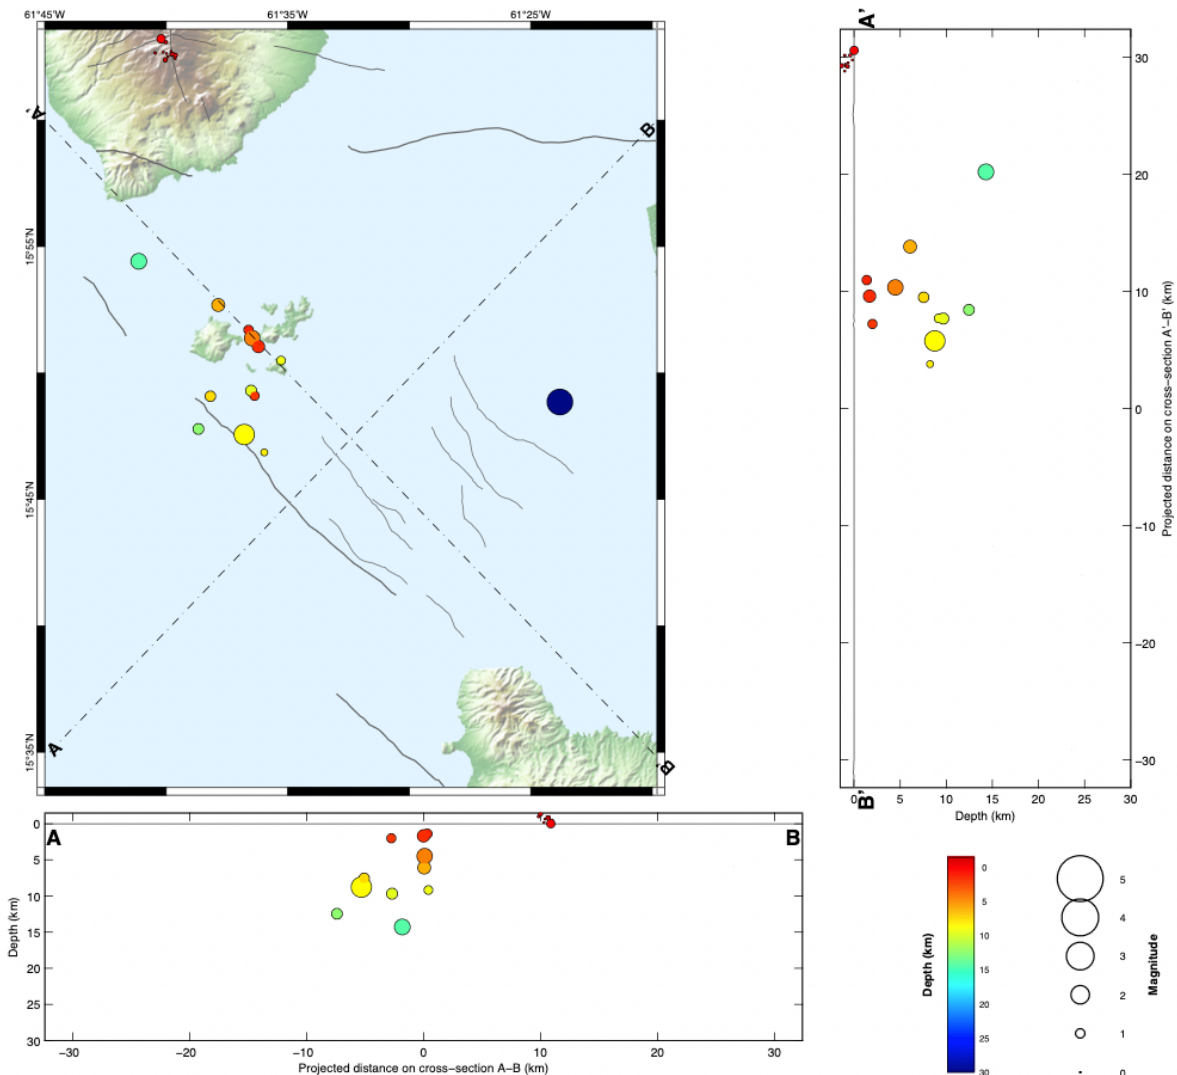 61°45'W
61°35'W
61°25'W
A'
B
15°55'N
15°45'N
15°35'N
A
B'
A'
30
20
10
0
−10
−20
−30
Projected distance on cross−section A'−B' (km)
B'
0
5
10
15
20
25
30
Depth (km)
A
B
0
5
10
15
20
25
30
Depth (km)
−30
−20
−10
0
10
20
30
Projected distance on cross−section A−B (km)
0
5
10
15
20
25
30
Depth (km)
5
4
3
2
1
0
Magnitude